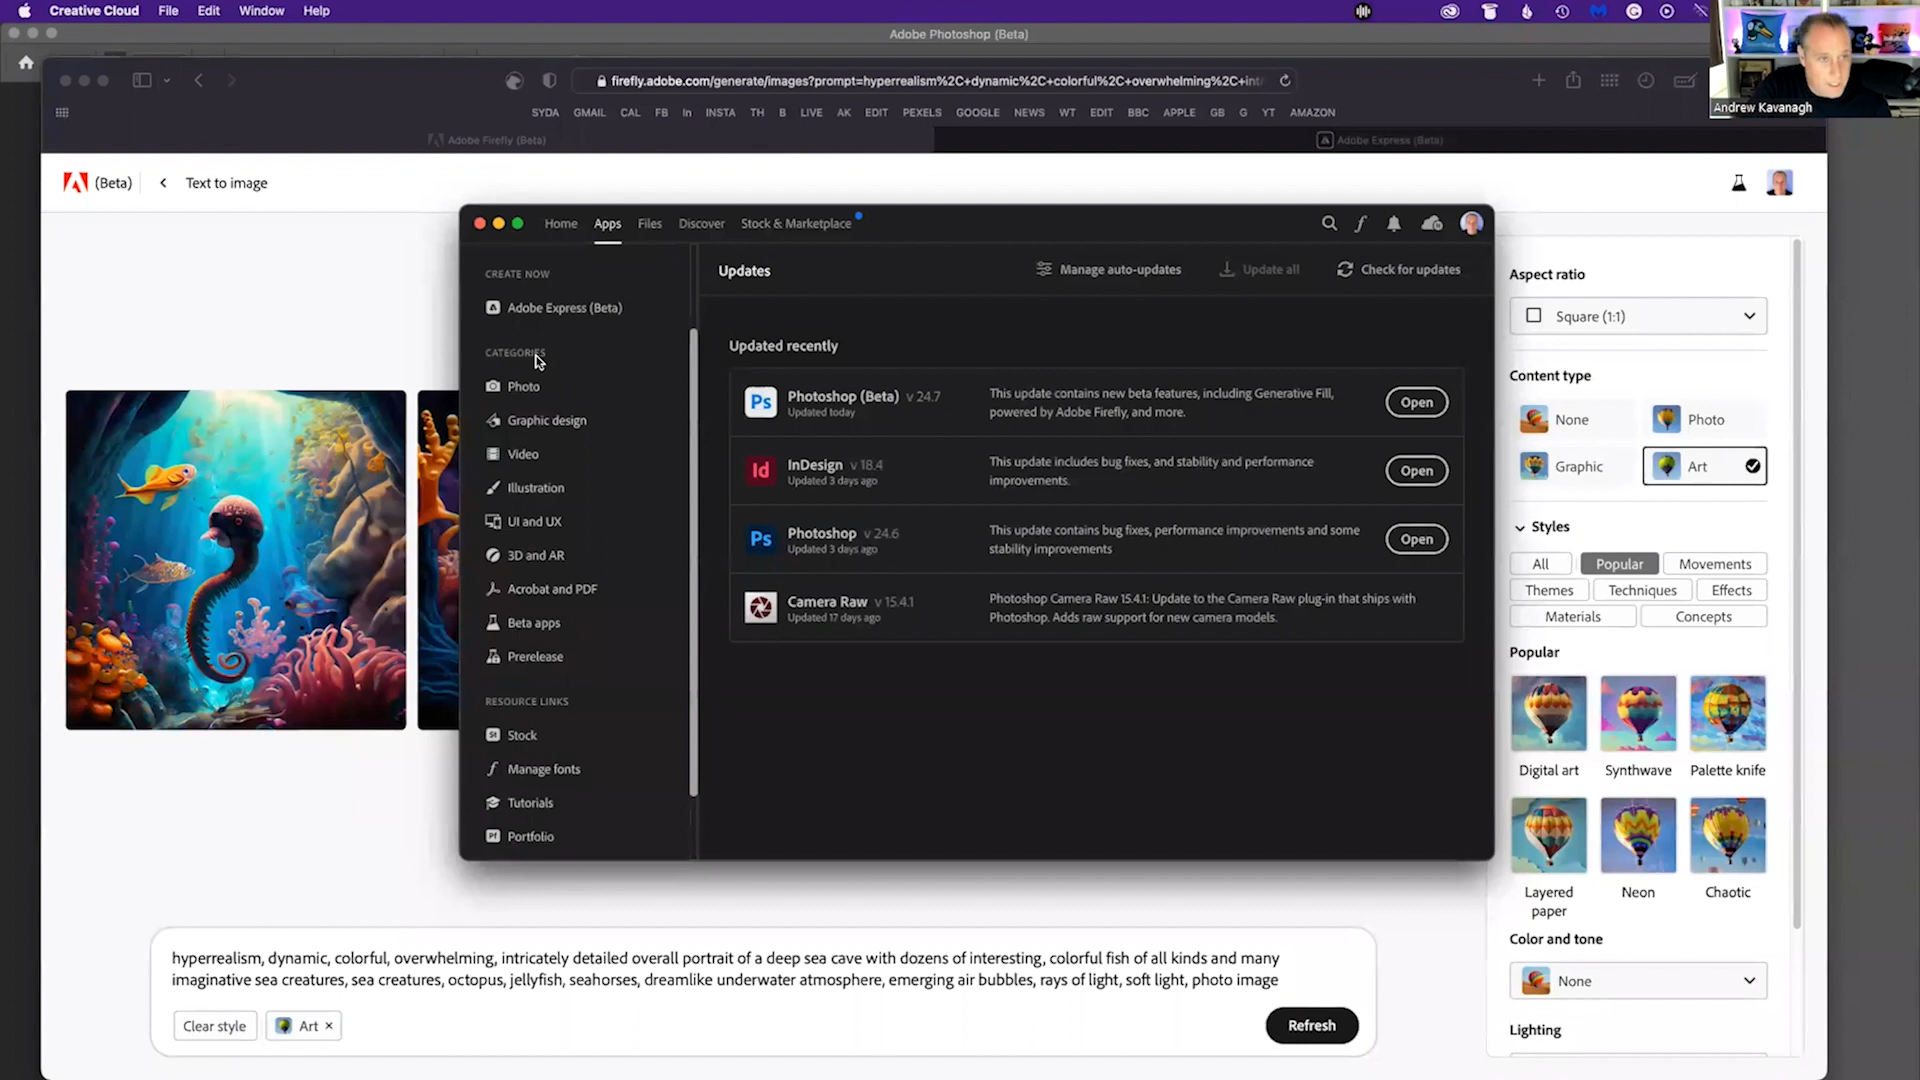 Creative Cloud File Edit Window Help
Adobe Photoshop (Beta)
firefly.adobe.com/generate/images?prompt=hyperrealism%2C+dynamic%2C+colorful%2C+overwhelming%2C+int
SYDA GMAIL CAL FB In INSTA TH B LIVE AK EDIT PEXELS GOOGLE NEWS WT EDIT BBC APPLE GB G YT AMAZON
Andrew Kavanagh
Adobe Firefly (Beta) Adobe Express (Beta)
(Beta) Text to image
Home Apps Files Discover Stock & Marketplace
CREATE NOW
Adobe Express (Beta)
CATEGORIES
Photo
Graphic design
Video
Illustration
UI and UX
3D and AR
Acrobat and PDF
Beta apps
Prerelease
RESOURCE LINKS
Stock
Manage fonts
Tutorials
Portfolio
Updates Manage auto-updates Update all Check for updates
Updated recently
Ps Photoshop (Beta) v 24.7
Updated today
This update contains new beta features, including Generative Fill,
powered by Adobe Firefly, and more.
Open
Id InDesign v 18.4
Updated 3 days ago
This update includes bug fixes, and stability and performance
improvements.
Open
Ps Photoshop v 24.6
Updated 3 days ago
This update contains bug fixes, performance improvements and some
stability improvements
Open
Camera Raw v 15.4.1
Updated 17 days ago
Photoshop Camera Raw 15.4.1: Update to the Camera Raw plug-in that ships with
Photoshop. Adds raw support for new camera models.
Aspect ratio
Square (1:1)
Content type
None Photo
Graphic Art
Styles
All Popular Movements
Themes Techniques Effects
Materials Concepts
Popular
Digital art Synthwave Palette knife
Layered
paper
Neon Chaotic
Color and tone
None
Lighting
hyperrealism, dynamic, colorful, overwhelming, intricately detailed overall portrait of a deep sea cave with dozens of interesting, colorful fish of all kinds and many
imaginative sea creatures, sea creatures, octopus, jellyfish, seahorses, dreamlike underwater atmosphere, emerging air bubbles, rays of light, soft light, photo image
Clear style Art × Refresh